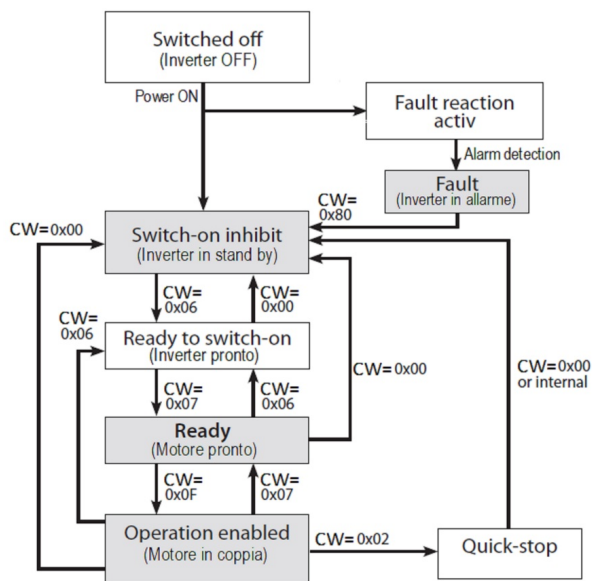 Switched off
(Inverter OFF)
Power ON
Fault reaction
activ
Alarm detection
Fault
(Inverter in allarme)
CW=
0x80
CW=0x00
Switch-on inhibit
(Inverter in stand by)
CW=
0x06
CW=
0x00
CW=
0x06
Ready to switch-on
(Inverter pronto)
CW=0x00
CW=0x00
or internal
CW=
0x07
CW=
0x06
Ready
(Motore pronto)
CW=
0x0F
CW=
0x07
Operation enabled
(Motore in coppia)
CW=0x02
Quick-stop